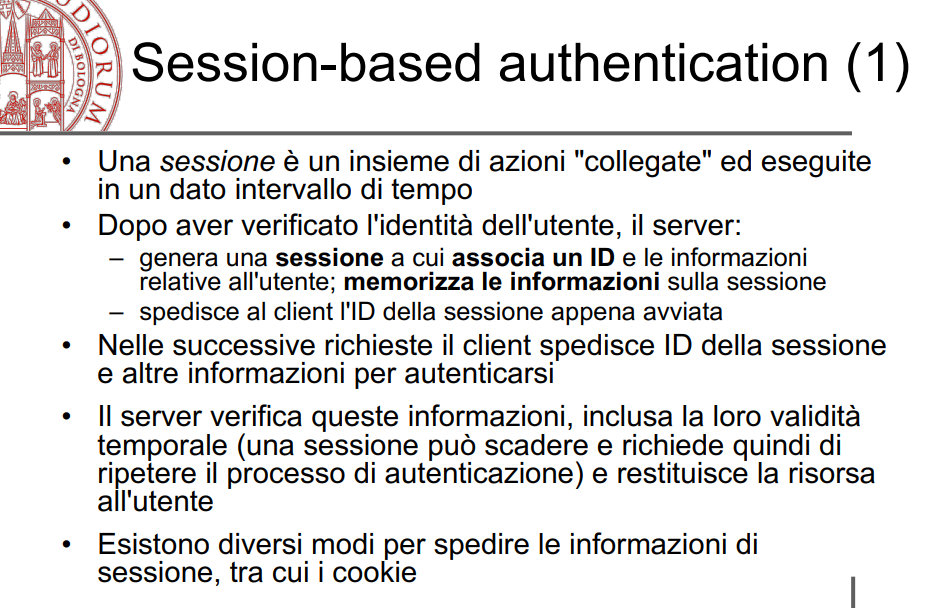 UDIORUM
DI BOLOGNA
Session-based authentication (1)
• Una sessione è un insieme di azioni "collegate" ed eseguite
in un dato intervallo di tempo
• Dopo aver verificato l'identità dell'utente, il server:
– genera una sessione a cui associa un ID e le informazioni
relative all'utente; memorizza le informazioni sulla sessione
– spedisce al client l'ID della sessione appena avviata
• Nelle successive richieste il client spedisce ID della sessione
e altre informazioni per autenticarsi
• Il server verifica queste informazioni, inclusa la loro validità
temporale (una sessione può scadere e richiede quindi di
ripetere il processo di autenticazione) e restituisce la risorsa
all'utente
• Esistono diversi modi per spedire le informazioni di
sessione, tra cui i cookie